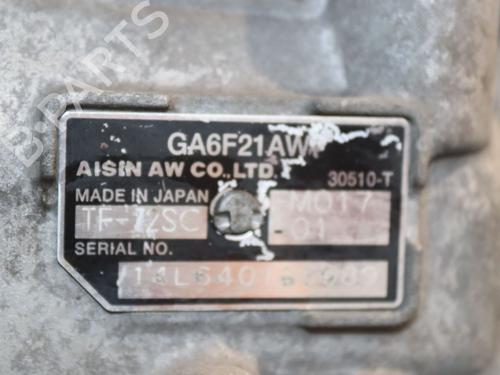 B-PARTS
GA6F21AW
AISIN AW CO.,LTD.
30510-T
MADE IN JAPAN
M017
TF-72SC
-01
SERIAL NO.